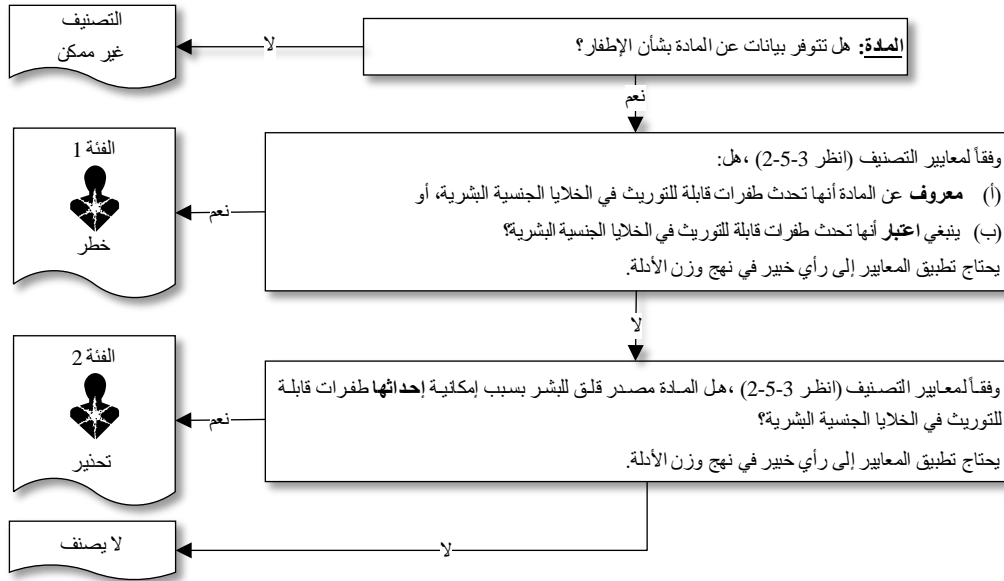 المادة: هل تتوفر بيانات عن المادة بشأن الإطفار؟
لا
التصنيف
غير ممكن
نعم
وفقاً لمعايير التصنيف (انظر 3-5-2) ،هل:
(أ) معروف عن المادة أنها تحدث طفرات قابلة للتوريث في الخلايا الجنسية البشرية، أو
(ب) ينبغي اعتبار أنها تحدث طفرات قابلة للتوريث في الخلايا الجنسية البشرية؟
يحتاج تطبيق المعايير إلى رأي خبير في نهج وزن الأدلة.
نعم
الفئة 1
خطر
لا
وفقاً لمعايير التصنيف (انظر 3-5-2) ،هل المادة مصدر قلق للبشر بسبب إمكانية إحداثها طفرات قابلة
للتوريث في الخلايا الجنسية البشرية؟
يحتاج تطبيق المعايير إلى رأي خبير في نهج وزن الأدلة.
نعم
الفئة 2
تحذير
لا
لا يصنف